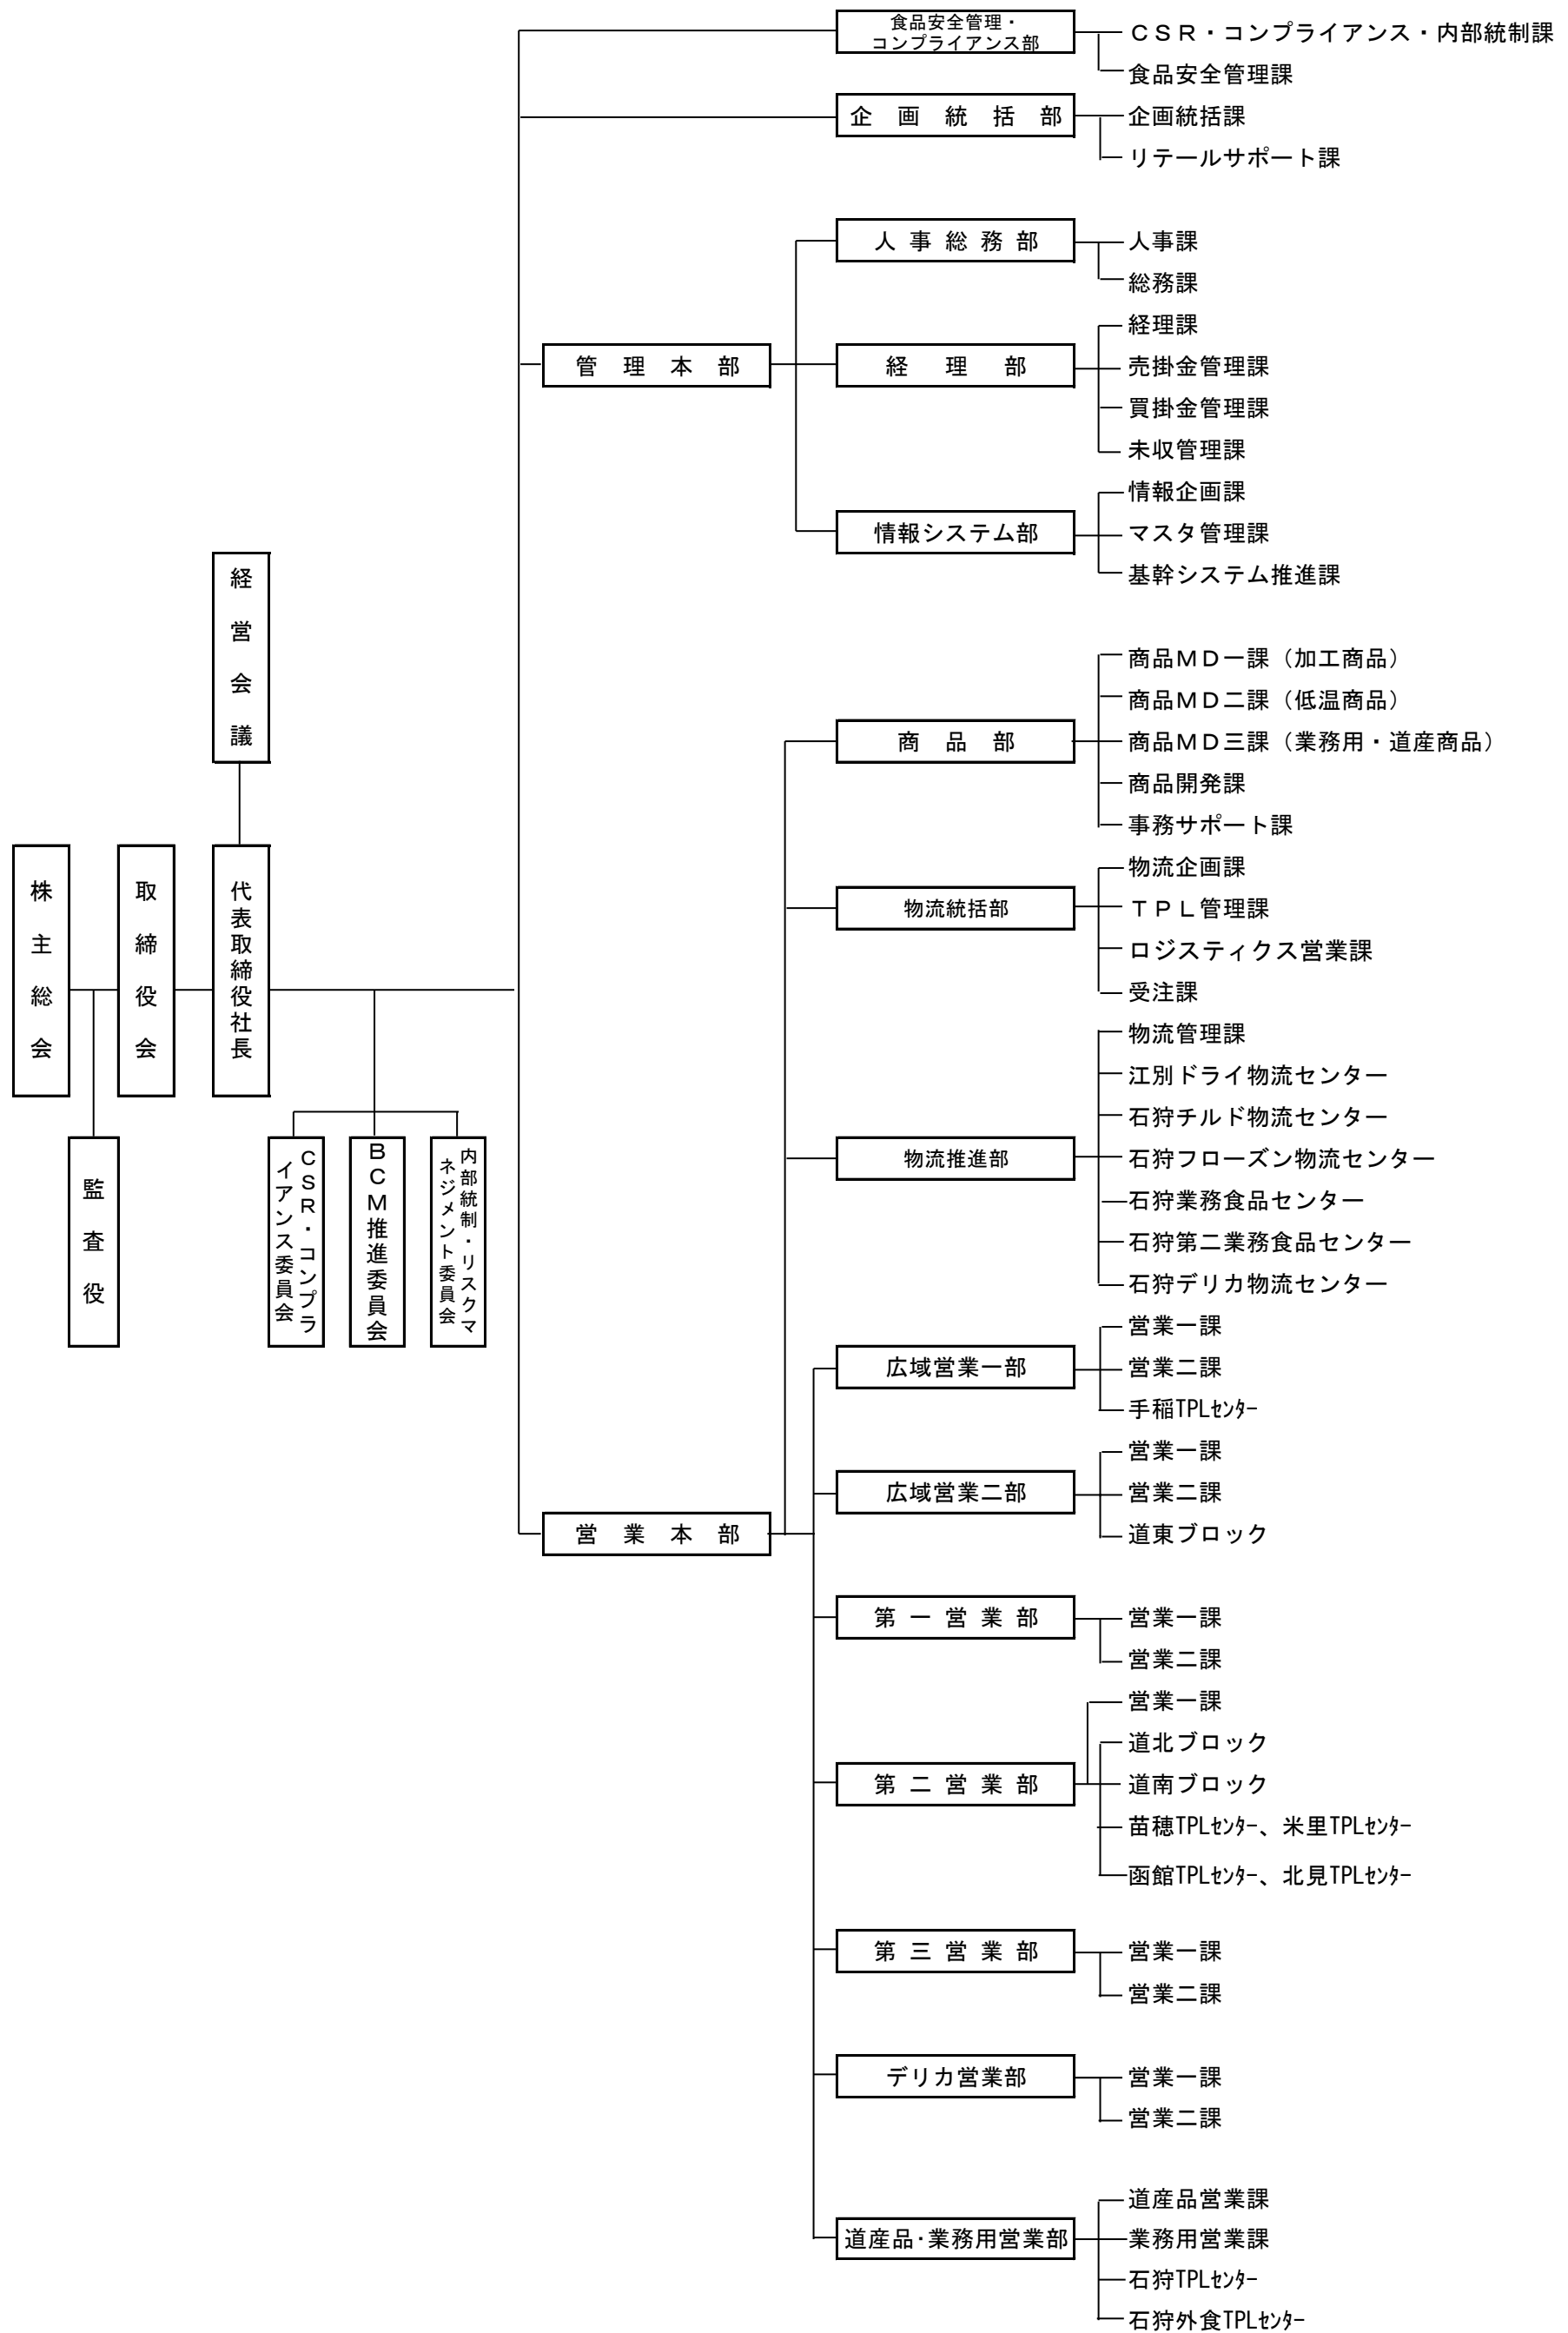 食品安全管理・
コンプライアンス部
ＣＳＲ・コンプライアンス・内部統制課
食品安全管理課
企画統括部
企画統括課
リテールサポート課
人事総務部
人事課
総務課
管理本部
経理部
経理課
売掛金管理課
買掛金管理課
未収管理課
情報システム部
情報企画課
マスタ管理課
基幹システム推進課
経営会議
商品部
商品ＭＤ一課（加工商品）
商品ＭＤ二課（低温商品）
商品ＭＤ三課（業務用・道産商品）
商品開発課
事務サポート課
株主総会
取締役会
代表取締役社長
物流統括部
物流企画課
ＴＰＬ管理課
ロジスティクス営業課
受注課
監査役
ＣＳＲ・コンプラ
イアンス委員会
ＢＣＭ推進委員会
内部統制・リスクマ
ネジメント委員会
物流推進部
物流管理課
江別ドライ物流センター
石狩チルド物流センター
石狩フローズン物流センター
石狩業務食品センター
石狩第二業務食品センター
石狩デリカ物流センター
広域営業一部
営業一課
営業二課
手稲TPLｾﾝﾀｰ
営業本部
広域営業二部
営業一課
営業二課
道東ブロック
第一営業部
営業一課
営業二課
第二営業部
営業一課
道北ブロック
道南ブロック
苗穂TPLｾﾝﾀｰ、米里TPLｾﾝﾀｰ
函館TPLｾﾝﾀｰ、北見TPLｾﾝﾀｰ
第三営業部
営業一課
営業二課
デリカ営業部
営業一課
営業二課
道産品・業務用営業部
道産品営業課
業務用営業課
石狩TPLｾﾝﾀｰ
石狩外食TPLｾﾝﾀｰ